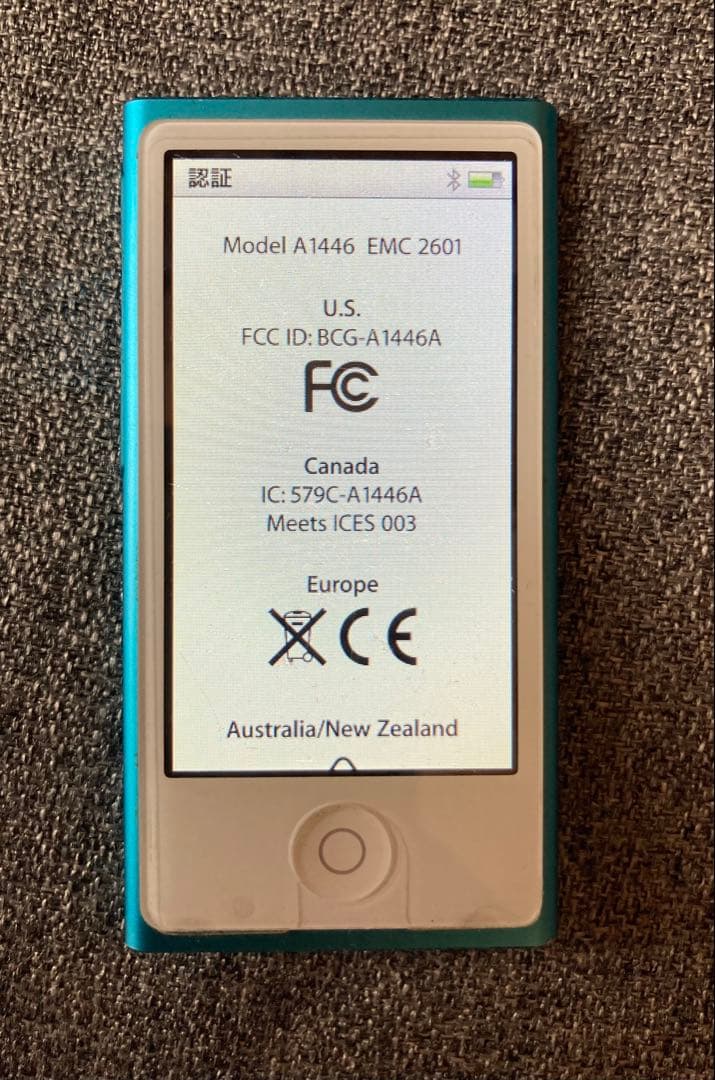 認証
Model A1446 EMC 2601
U.S.
FCC ID: BCG-A1446A
FC
Canada
IC: 579C-A1446A
Meets ICES 003
Europe
CE
Australia/New Zealand